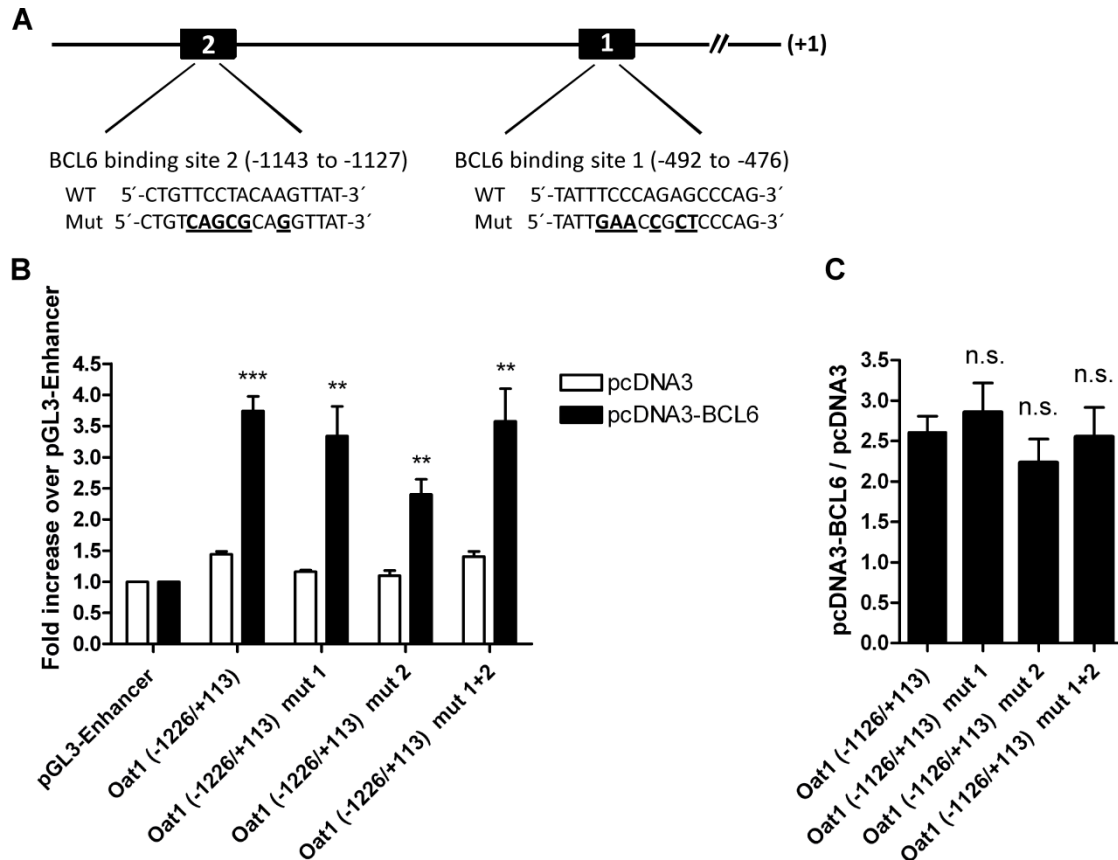 A
2
1
//
(+1)
BCL6 binding site 2 (-1143 to -1127)
WT 5´-CTGTTCCTACAAGTTAT-3´
Mut 5´-CTGTCAGCGCAGGTTAT-3´
BCL6 binding site 1 (-492 to -476)
WT 5´-TATTTCCCAGAGCCCAG-3´
Mut 5´-TATTGAACCGCTCCCAG-3´
B
Fold increase over pGL3-Enhancer
4.5
4.0
3.5
3.0
2.5
2.0
1.5
1.0
0.5
0.0
***
**
**
**
pcDNA3
pcDNA3-BCL6
pGL3-Enhancer
Oat1 (-1226/+113)
Oat1 (-1226/+113) mut 1
Oat1 (-1226/+113) mut 2
Oat1 (-1226/+113) mut 1+2
C
pcDNA3-BCL6 / pcDNA3
3.5
3.0
2.5
2.0
1.5
1.0
0.5
0.0
n.s.
n.s.
n.s.
Oat1 (-1126/+113)
Oat1 (-1126/+113) mut 1
Oat1 (-1126/+113) mut 2
Oat1 (-1126/+113) mut 1+2